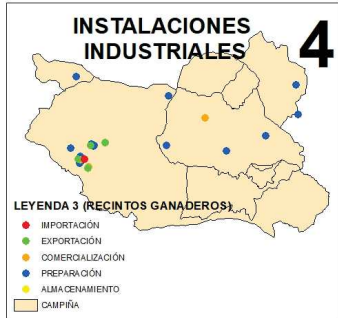 INSTALACIONES
INDUSTRIALES
4
LEYENDA 3 (RECINTOS GANADEROS)
IMPORTACIÓN
EXPORTACIÓN
COMERCIALIZACIÓN
PREPARACIÓN
ALMACENAMIENTO
CAMPIÑA